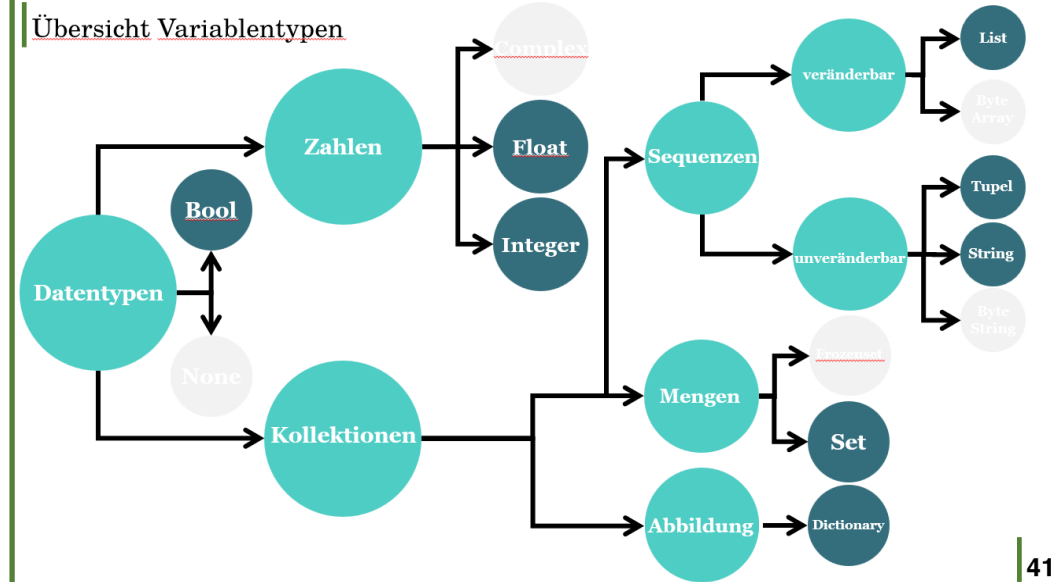 Übersicht Variablentypen
Complex
List
veränderbar
Byte
Array
Zahlen
Float
Sequenzen
Bool
Tupel
Integer
String
unveränderbar
Datentypen
Byte
String
None
Frozenset
Mengen
Kollektionen
Set
Abbildung
Dictionary
41